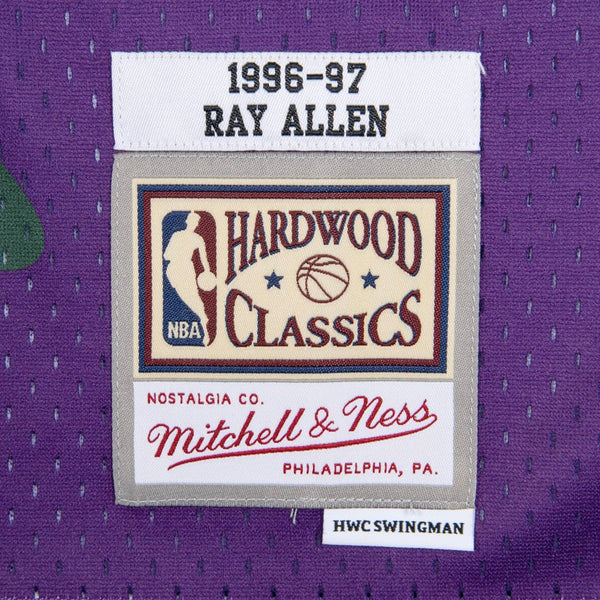 1996-97
RAY ALLEN
HARDWOOD
NBA
CLASSICS
NOSTALGIA CO.
Mitchell & Ness
PHILADELPHIA, PA.
HWC SWINGMAN